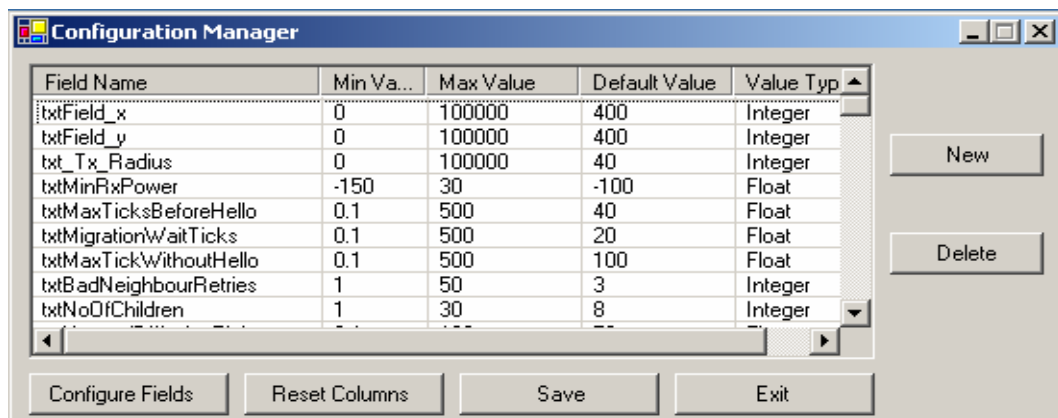 Configuration Manager
Field Name Min Va... Max Value Default Value Value Typ
txtField_x 0 100000 400 Integer
txtField_y 0 100000 400 Integer
txt_Tx_Radius 0 100000 40 Integer
txtMinRxPower -150 30 -100 Float
txtMaxTicksBeforeHello 0.1 500 40 Float
txtMigrationWaitTicks 0.1 500 20 Float
txtMaxTickWithoutHello 0.1 500 100 Float
txtBadNeighbourRetries 1 50 3 Integer
txtNoOfChildren 1 30 8 Integer
New
Delete
Configure Fields Reset Columns Save Exit